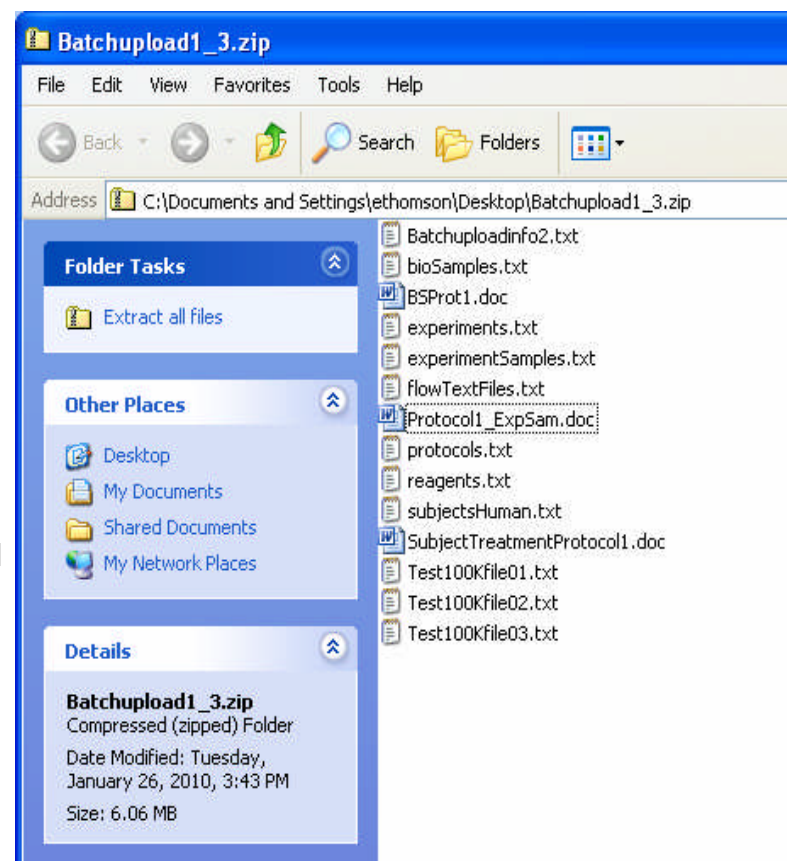 Batchupload1_3.zip
File Edit View Favorites Tools Help
Back Search Folders
Address C:\Documents and Settings\ethomson\Desktop\Batchupload1_3.zip
Folder Tasks
Extract all files
Other Places
Desktop
My Documents
Shared Documents
My Network Places
Details
Batchupload1_3.zip
Compressed (zipped) Folder
Date Modified: Tuesday,
January 26, 2010, 3:43 PM
Size: 6.06 MB
Batchuploadinfo2.txt
bioSamples.txt
BSProt1.doc
experiments.txt
experimentSamples.txt
flowTextFiles.txt
Protocol1_ExpSam.doc
protocols.txt
reagents.txt
subjectsHuman.txt
SubjectTreatmentProtocol1.doc
Test100Kfile01.txt
Test100Kfile02.txt
Test100Kfile03.txt